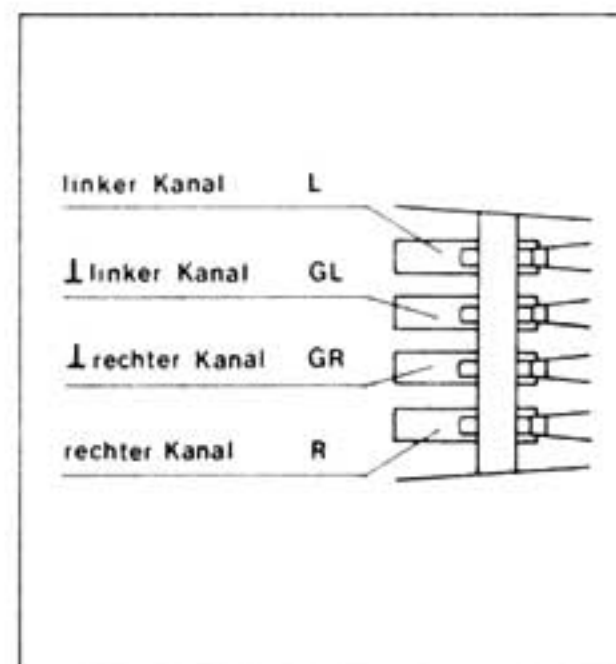 linker Kanal L
⊥ linker Kanal GL
⊥ rechter Kanal GR
rechter Kanal R